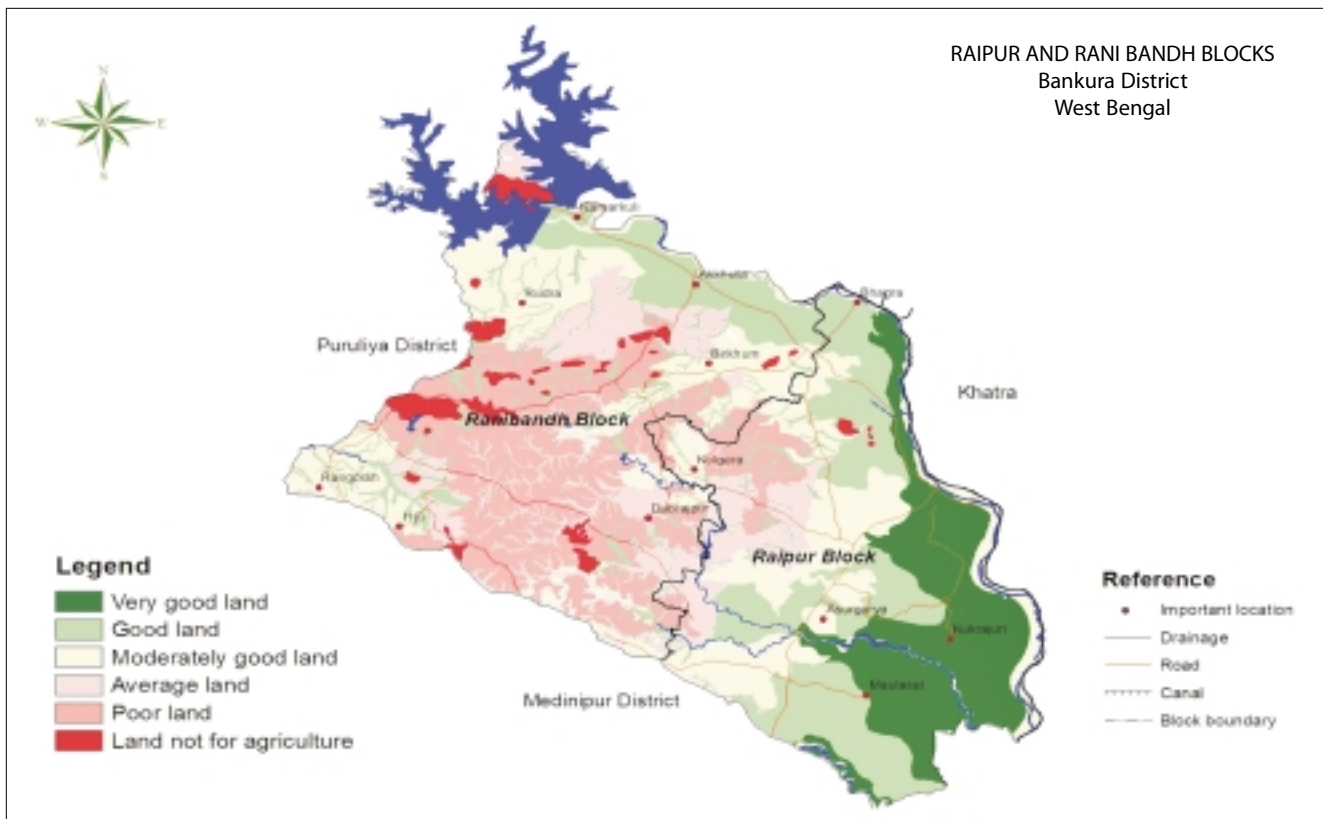 RAIPUR AND RANI BANDH BLOCKS
Bankura District
West Bengal
N
W
E
S
Rudra
Bhapra
Puruliya District
Khatra
Ranibandh Block
Raipur Block
Medinipur District
Legend
Very good land
Good land
Moderately good land
Average land
Poor land
Land not for agriculture
Reference
Important location
Drainage
Road
Canal
Block boundary